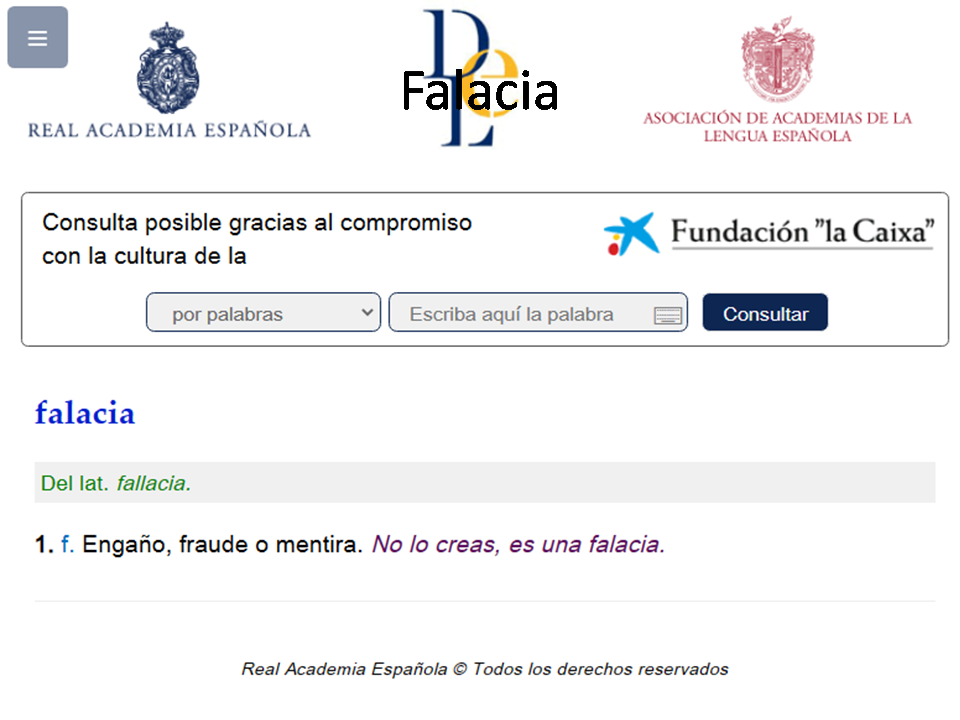 DLE
Falacia
REAL ACADEMIA ESPAÑOLA
ASOCIACIÓN DE ACADEMIAS DE LA
LENGUA ESPAÑOLA
Consulta posible gracias al compromiso
con la cultura de la
Fundación ”la Caixa”
por palabras
Escriba aquí la palabra
Consultar
falacia
Del lat. fallacia.
1. f. Engaño, fraude o mentira. No lo creas, es una falacia.
Real Academia Española © Todos los derechos reservados